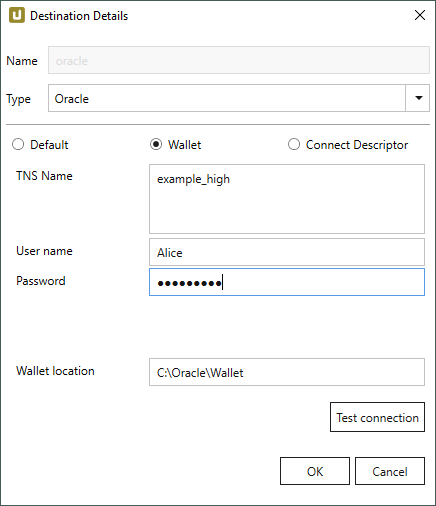 Destination Details
Name oracle
Type Oracle
Default Wallet Connect Descriptor
TNS Name example_high
User name Alice
Password ●●●●●●●●●
Wallet location C:\Oracle\Wallet
Test connection
OK Cancel